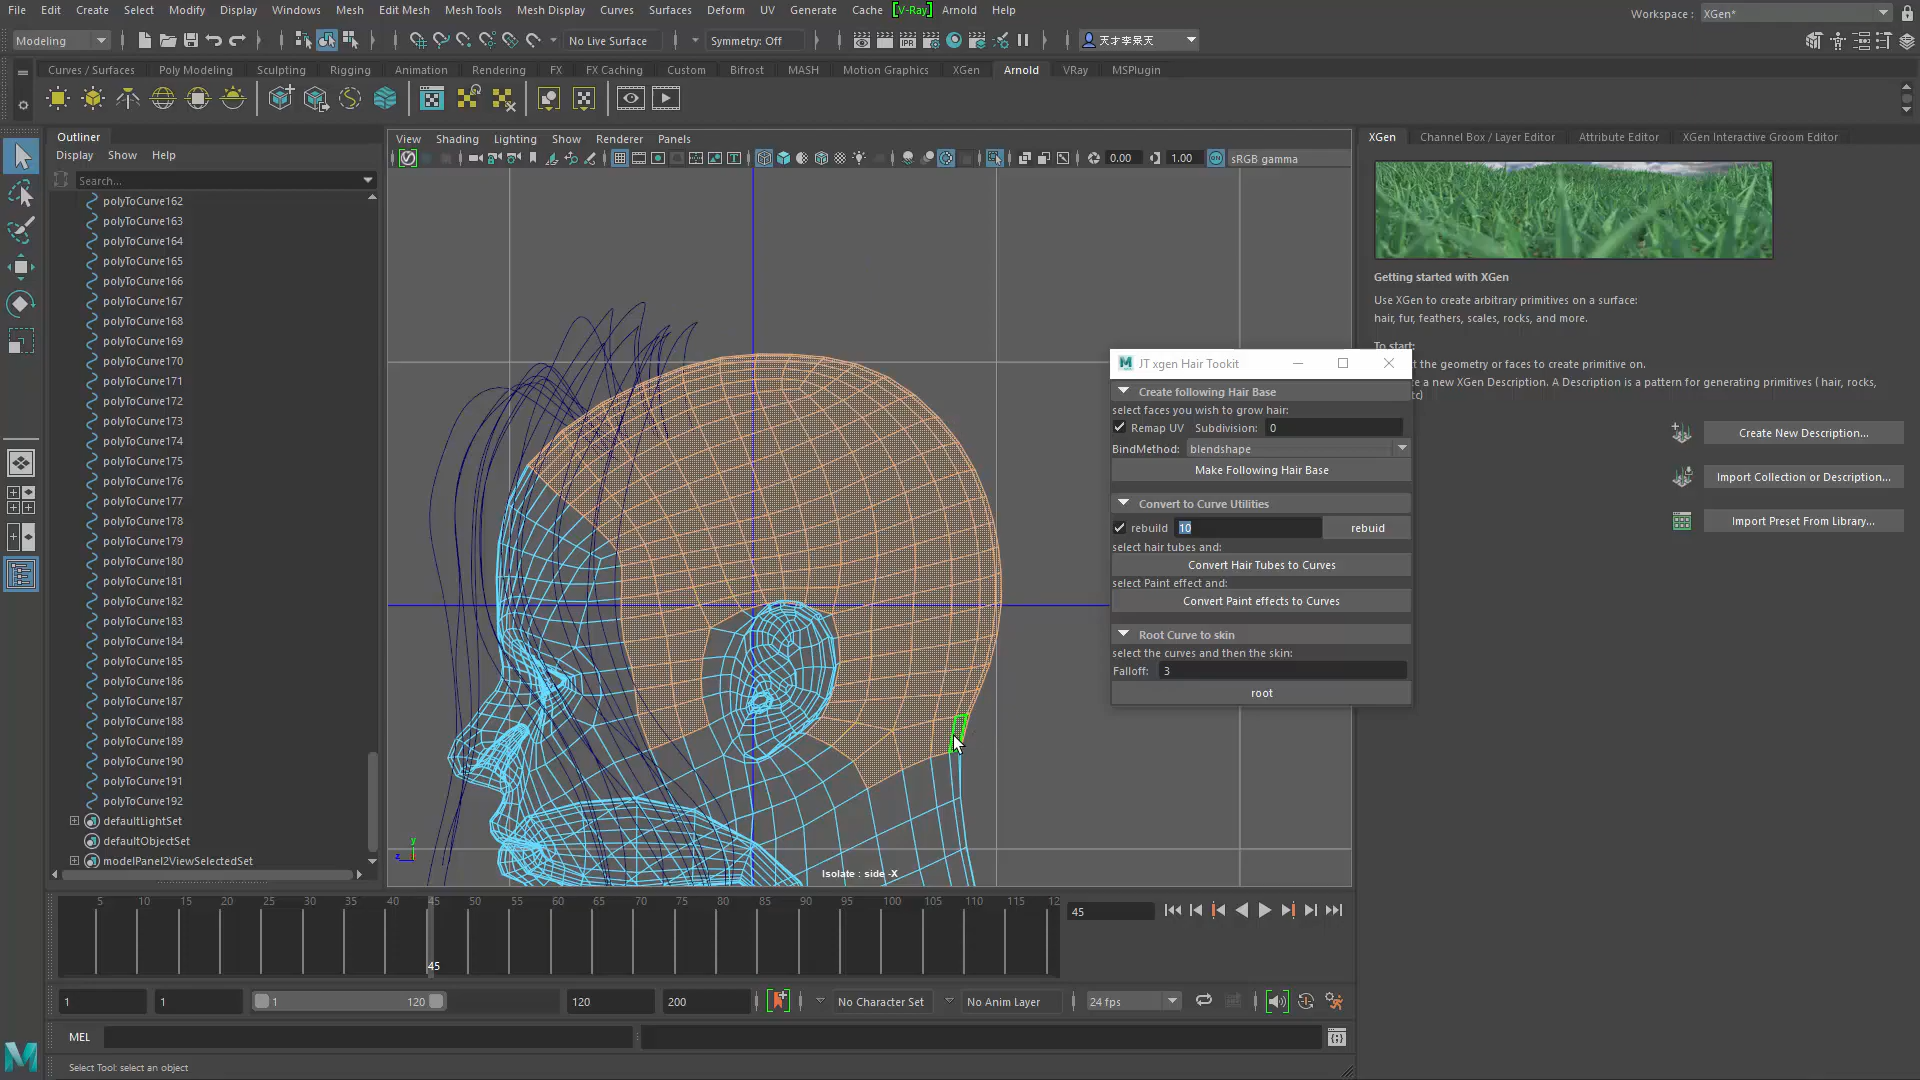 File Edit Create Select Modify Display Windows Mesh Edit Mesh Mesh Tools Mesh Display Curves Surfaces Deform UV Generate Cache [V-Ray] Arnold Help
Workspace : XGen*
Modeling No Live Surface Symmetry: Off 天才李呆天
Curves / Surfaces Poly Modeling Sculpting Rigging Animation Rendering FX FX Caching Custom Bifrost MASH Motion Graphics XGen Arnold VRay MSPlugin
Outliner
Display Show Help
Search...
polyToCurve162
polyToCurve163
polyToCurve164
polyToCurve165
polyToCurve166
polyToCurve167
polyToCurve168
polyToCurve169
polyToCurve170
polyToCurve171
polyToCurve172
polyToCurve173
polyToCurve174
polyToCurve175
polyToCurve176
polyToCurve177
polyToCurve178
polyToCurve179
polyToCurve180
polyToCurve181
polyToCurve182
polyToCurve183
polyToCurve184
polyToCurve185
polyToCurve186
polyToCurve187
polyToCurve188
polyToCurve189
polyToCurve190
polyToCurve191
polyToCurve192
defaultLightSet
defaultObjectSet
modelPanel2ViewSelectedSet
View Shading Lighting Show Renderer Panels
0.00 1.00 sRGB gamma
y
z
Isolate : side -X
JT xgen Hair Tookit
Create following Hair Base
select faces you wish to grow hair:
Remap UV Subdivision: 0
BindMethod: blendshape
Make Following Hair Base
Convert to Curve Utilities
rebuild 10 rebuid
select hair tubes and:
Convert Hair Tubes to Curves
select Paint effect and:
Convert Paint effects to Curves
Root Curve to skin
select the curves and then the skin:
Falloff: 3
root
XGen Channel Box / Layer Editor Attribute Editor XGen Interactive Groom Editor
Getting started with XGen
Use XGen to create arbitrary primitives on a surface:
hair, fur, feathers, scales, rocks, and more.
To start:
t the geometry or faces to create primitive on.
e a new XGen Description. A Description is a pattern for generating primitives ( hair, rocks,
tc)
Create New Description...
Import Collection or Description...
Import Preset From Library...
5 10 15 20 25 30 35 40 45 50 55 60 65 70 75 80 85 90 95 100 105 110 115 12
45
45
1 1 1 120 120 200 No Character Set No Anim Layer 24 fps
MEL
Select Tool: select an object